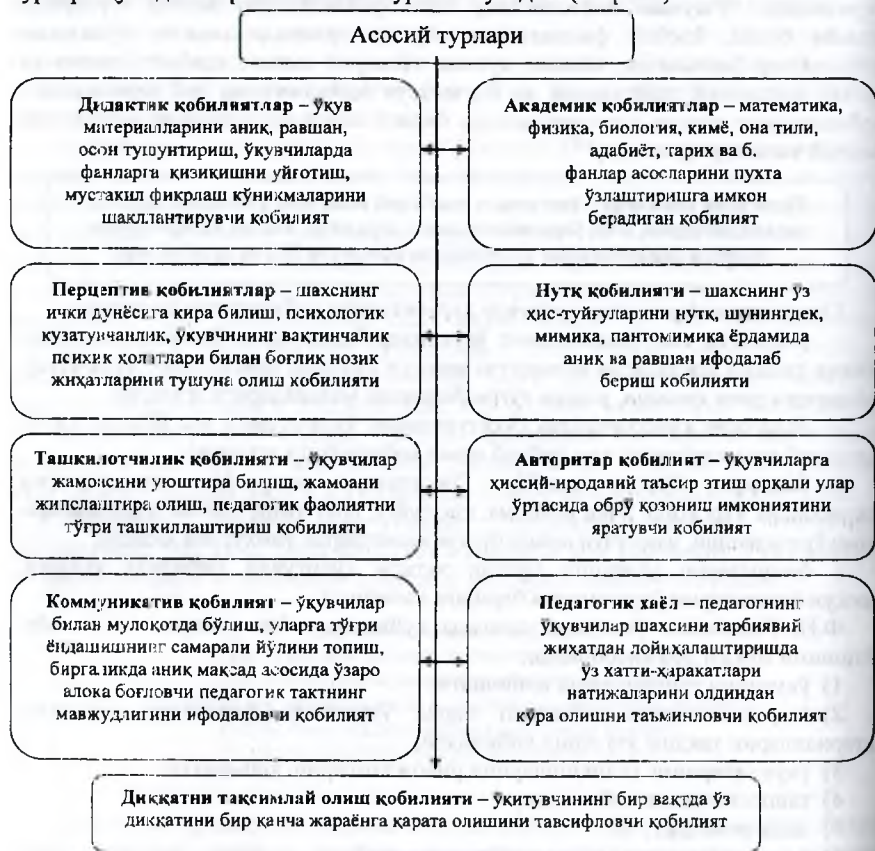 Асосий турлари
Дидактик қобилиятлар – ўқув
материалларини аниқ, равшан,
осон тушунтириш, ўқувчиларда
фанларга қизиқишни уйғотиш,
мустақил фикрлаш кўникмаларини
шакллантирувчи қобилият
Академик қобилиятлар – математика,
физика, биология, кимё, она тили,
адабиёт, тарих ва б.
фанлар асосларини пухта
ўзлаштиришга имкон
берадиган қобилият
Перцептив қобилиятлар – шахснинг
ички дунёсига кира билиш, психологик
кузатувчанлик, ўқувчининг вақтинчалик
психик ҳолатлари билан боғлиқ нозик
жиҳатларини тушуна олиш қобилияти
Нутқ қобилияти – шахснинг ўз
ҳис-туйғуларини нутқ, шунингдек,
мимика, пантомимика ёрдамида
аниқ ва равшан ифодалаб
бериш қобилияти
Ташкилотчилик қобилияти – ўқувчилар
жамоасини уюштира билиш, жамоани
жипслаштира олиш, педагогик фаолиятни
тўғри ташкиллаштириш қобилияти
Авторитар қобилият – ўқувчиларга
ҳиссий-иродавий таъсир этиш орқали улар
ўртасида обрў қозониш имкониятини
яратувчи қобилият
Коммуникатив қобилият – ўқувчилар
билан мулоқотда бўлиш, уларга тўғри
ёндашишнинг самарали йўлини топиш,
биргаликда аниқ мақсад асосида ўзаро
алоқа боғловчи педагогик тактнинг
мавжудлигини ифодаловчи қобилият
Педагогик хаёл – педагогнинг
ўқувчилар шахсини тарбиявий
жиҳатдан лойиҳалаштиришда
ўз хатти-ҳаракатлари
натижаларини олдиндан
кўра олишни таъминловчи қобилият
Диққатни тақсимлай олиш қобилияти – ўқитувчининг бир вақтда ўз
диққатини бир қанча жараёнга қарата олишини тавсифловчи қобилият